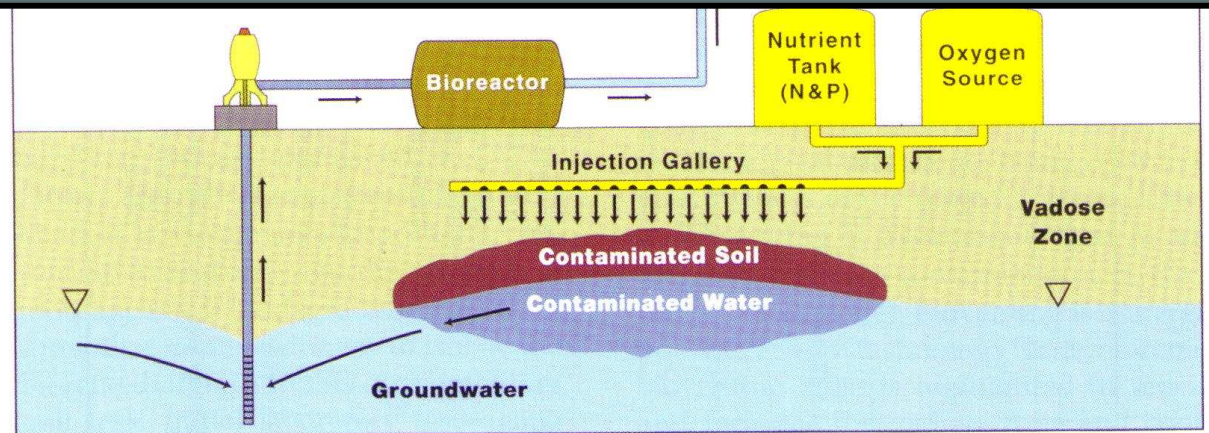 Nutrient
Tank
(N&P)
Oxygen
Source
Bioreactor
Injection Gallery
Vadose
Zone
Contaminated Soil
Contaminated Water
Groundwater